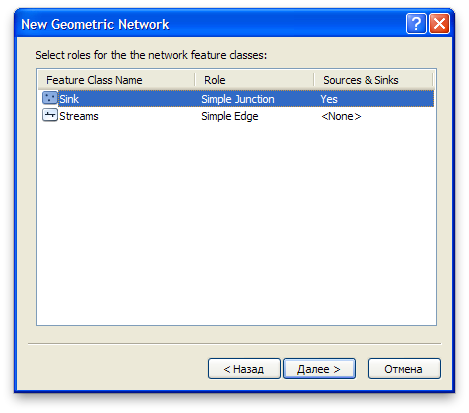 New Geometric Network
Select roles for the the network feature classes:
Feature Class Name Role Sources & Sinks
Sink Simple Junction Yes
Streams Simple Edge <None>
< Назад Далее > Отмена